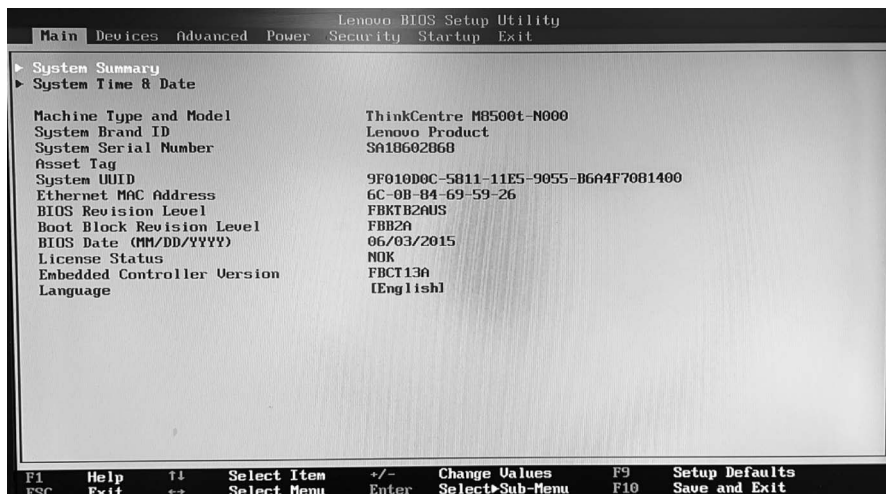 Lenovo BIOS Setup Utility
Main Devices Advanced Power Security Startup Exit
▶ System Summary
▶ System Time & Date
Machine Type and Model ThinkCentre M8500t-N000
System Brand ID Lenovo Product
System Serial Number SA18602868
Asset Tag
System UUID 9F010D0C-5811-11E5-9055-B6A4F7081400
Ethernet MAC Address 6C-0B-84-69-59-26
BIOS Revision Level FBKTB2AUS
Boot Block Revision Level FBB2A
BIOS Date (MM/DD/YYYY) 06/03/2015
License Status NOK
Embedded Controller Version FBCT13A
Language [English]
F1 Help ↑↓ Select Item +/- Change Values F9 Setup Defaults
ESC Exit ←→ Select Menu Enter Select▶Sub-Menu F10 Save and Exit